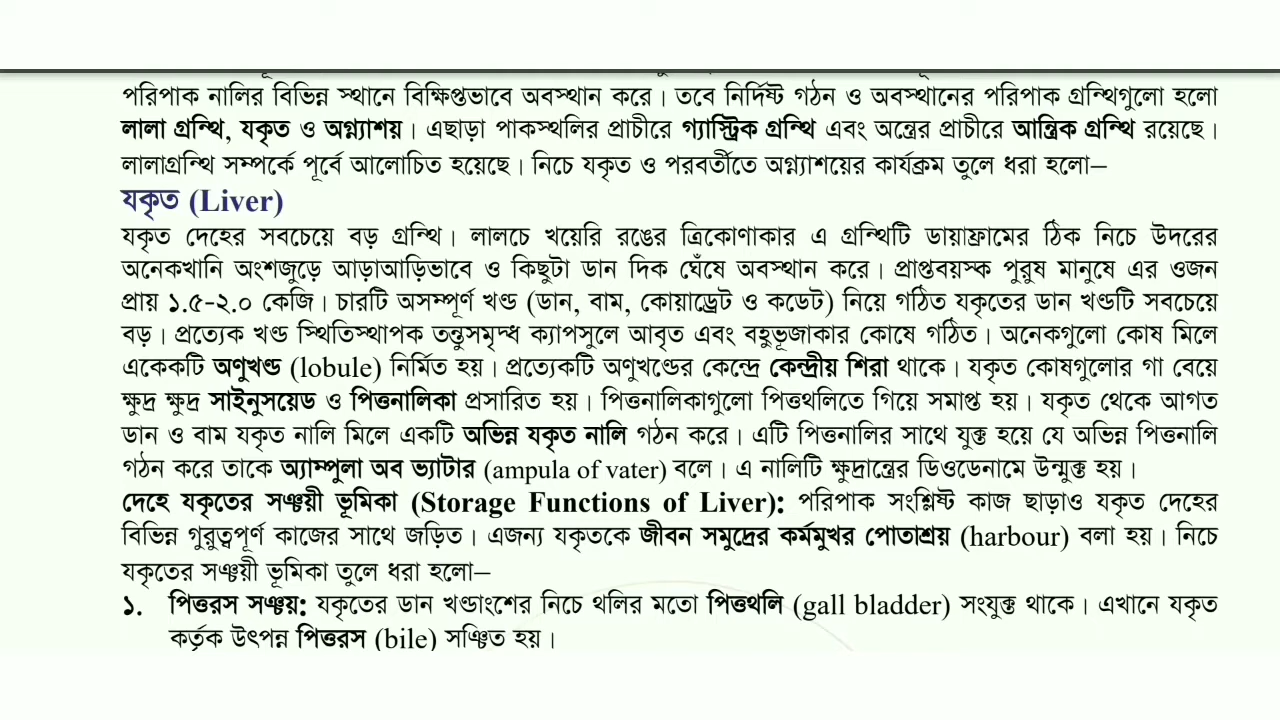 পরিপাক নালির বিভিন্ন স্থানে বিক্ষিপ্তভাবে অবস্থান করে। তবে নির্দিষ্ট গঠন ও অবস্থানের পরিপাক গ্রন্থিগুলো হলো
লালা গ্রন্থি, যকৃত ও অগ্ন্যাশয়। এছাড়া পাকস্থলির প্রাচীরে গ্যাস্ট্রিক গ্রন্থি এবং অন্ত্রের প্রাচীরে আন্ত্রিক গ্রন্থি রয়েছে।
লালাগ্রন্থি সম্পর্কে পূর্বে আলোচিত হয়েছে। নিচে যকৃত ও পরবর্তীতে অগ্ন্যাশয়ের কার্যক্রম তুলে ধরা হলো–
যকৃত (Liver)
যকৃত দেহের সবচেয়ে বড় গ্রন্থি। লালচে খয়েরি রঙের ত্রিকোণাকার এ গ্রন্থিটি ডায়াফ্রামের ঠিক নিচে উদরের
অনেকখানি অংশজুড়ে আড়াআড়িভাবে ও কিছুটা ডান দিক ঘেঁষে অবস্থান করে। প্রাপ্তবয়স্ক পুরুষ মানুষে এর ওজন
প্রায় ১.৫-২.০ কেজি। চারটি অসম্পূর্ণ খণ্ড (ডান, বাম, কোয়াড্রেট ও কডেট) নিয়ে গঠিত যকৃতের ডান খণ্ডটি সবচেয়ে
বড়। প্রত্যেক খণ্ড স্থিতিস্থাপক তন্তুসমৃদ্ধ ক্যাপসুলে আবৃত এবং বহুভূজাকার কোষে গঠিত। অনেকগুলো কোষ মিলে
একেকটি অণুখণ্ড (lobule) নির্মিত হয়। প্রত্যেকটি অণুখণ্ডের কেন্দ্রে কেন্দ্রীয় শিরা থাকে। যকৃত কোষগুলোর গা বেয়ে
ক্ষুদ্র ক্ষুদ্র সাইনুসয়েড ও পিত্তনালিকা প্রসারিত হয়। পিত্তনালিকাগুলো পিত্তথলিতে গিয়ে সমাপ্ত হয়। যকৃত থেকে আগত
ডান ও বাম যকৃত নালি মিলে একটি অভিন্ন যকৃত নালি গঠন করে। এটি পিত্তনালির সাথে যুক্ত হয়ে যে অভিন্ন পিত্তনালি
গঠন করে তাকে অ্যাম্পুলা অব ভ্যাটার (ampula of vater) বলে। এ নালিটি ক্ষুদ্রান্ত্রের ডিওডেনামে উন্মুক্ত হয়।
দেহে যকৃতের সঞ্চয়ী ভূমিকা (Storage Functions of Liver): পরিপাক সংশ্লিষ্ট কাজ ছাড়াও যকৃত দেহের
বিভিন্ন গুরুত্বপূর্ণ কাজের সাথে জড়িত। এজন্য যকৃতকে জীবন সমুদ্রের কর্মমুখর পোতাশ্রয় (harbour) বলা হয়। নিচে
যকৃতের সঞ্চয়ী ভূমিকা তুলে ধরা হলো–
১. পিত্তরস সঞ্চয়: যকৃতের ডান খণ্ডাংশের নিচে থলির মতো পিত্তথলি (gall bladder) সংযুক্ত থাকে। এখানে যকৃত
কর্তৃক উৎপন্ন পিত্তরস (bile) সঞ্চিত হয়।